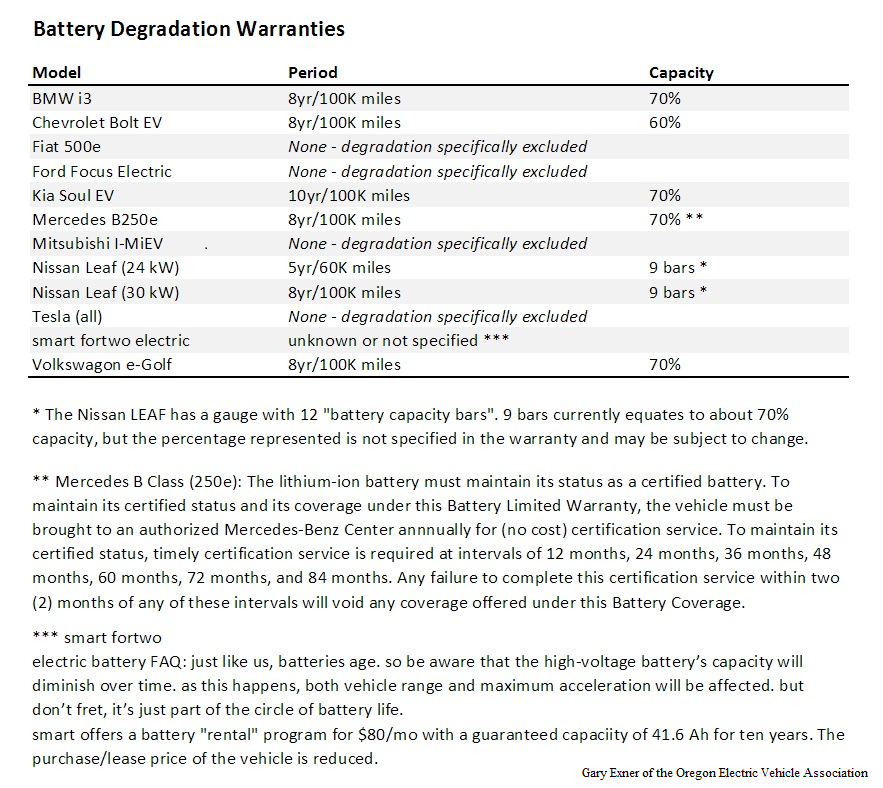 Battery Degradation Warranties
Model Period Capacity
BMW i3 8yr/100K miles 70%
Chevrolet Bolt EV 8yr/100K miles 60%
Fiat 500e None - degradation specifically excluded
Ford Focus Electric None - degradation specifically excluded
Kia Soul EV 10yr/100K miles 70%
Mercedes B250e 8yr/100K miles 70% **
Mitsubishi I-MiEV . None - degradation specifically excluded
Nissan Leaf (24 kW) 5yr/60K miles 9 bars *
Nissan Leaf (30 kW) 8yr/100K miles 9 bars *
Tesla (all) None - degradation specifically excluded
smart fortwo electric unknown or not specified ***
Volkswagon e-Golf 8yr/100K miles 70%
* The Nissan LEAF has a gauge with 12 "battery capacity bars". 9 bars currently equates to about 70%
capacity, but the percentage represented is not specified in the warranty and may be subject to change.
** Mercedes B Class (250e): The lithium-ion battery must maintain its status as a certified battery. To
maintain its certified status and its coverage under this Battery Limited Warranty, the vehicle must be
brought to an authorized Mercedes-Benz Center annnually for (no cost) certification service. To maintain its
certified status, timely certification service is required at intervals of 12 months, 24 months, 36 months, 48
months, 60 months, 72 months, and 84 months. Any failure to complete this certification service within two
(2) months of any of these intervals will void any coverage offered under this Battery Coverage.
*** smart fortwo
electric battery FAQ: just like us, batteries age. so be aware that the high-voltage battery’s capacity will
diminish over time. as this happens, both vehicle range and maximum acceleration will be affected. but
don’t fret, it’s just part of the circle of battery life.
smart offers a battery "rental" program for $80/mo with a guaranteed capaciity of 41.6 Ah for ten years. The
purchase/lease price of the vehicle is reduced.
Gary Exner of the Oregon Electric Vehicle Association